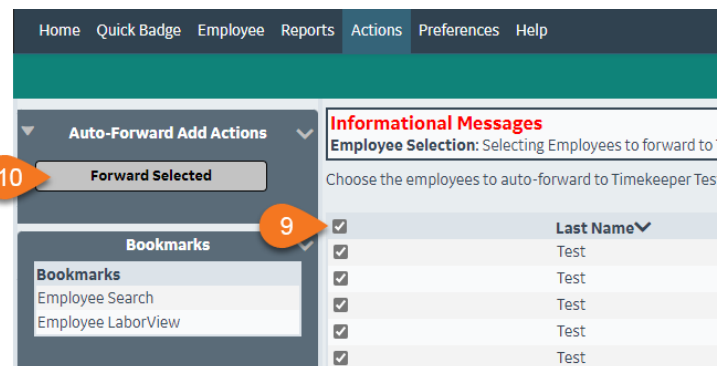 Home Quick Badge Employee Reports Actions Preferences Help
Auto-Forward Add Actions
10
Forward Selected
Bookmarks
Bookmarks
Employee Search
Employee LaborView
Informational Messages
Employee Selection: Selecting Employees to forward to
Choose the employees to auto-forward to Timekeeper Tes
9
Last Name
Test
Test
Test
Test
Test